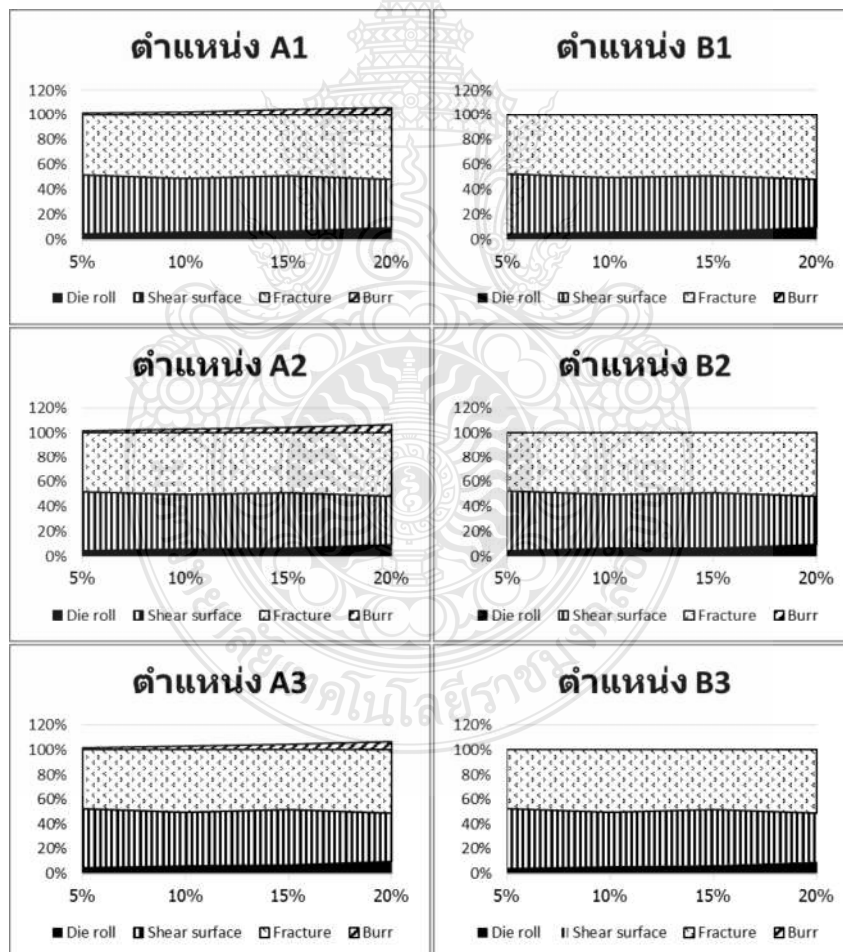 ตำแหน่ง A1
120%
100%
80%
60%
40%
20%
0%
5% 10% 15% 20%
Die roll Shear surface Fracture Burr
ตำแหน่ง B1
120%
100%
80%
60%
40%
20%
0%
5% 10% 15% 20%
Die roll Shear surface Fracture Burr
ตำแหน่ง A2
120%
100%
80%
60%
40%
20%
0%
5% 10% 15% 20%
Die roll Shear surface Fracture Burr
ตำแหน่ง B2
120%
100%
80%
60%
40%
20%
0%
5% 10% 15% 20%
Die roll Shear surface Fracture Burr
ตำแหน่ง A3
120%
100%
80%
60%
40%
20%
0%
5% 10% 15% 20%
Die roll Shear surface Fracture Burr
ตำแหน่ง B3
120%
100%
80%
60%
40%
20%
0%
5% 10% 15% 20%
Die roll Shear surface Fracture Burr